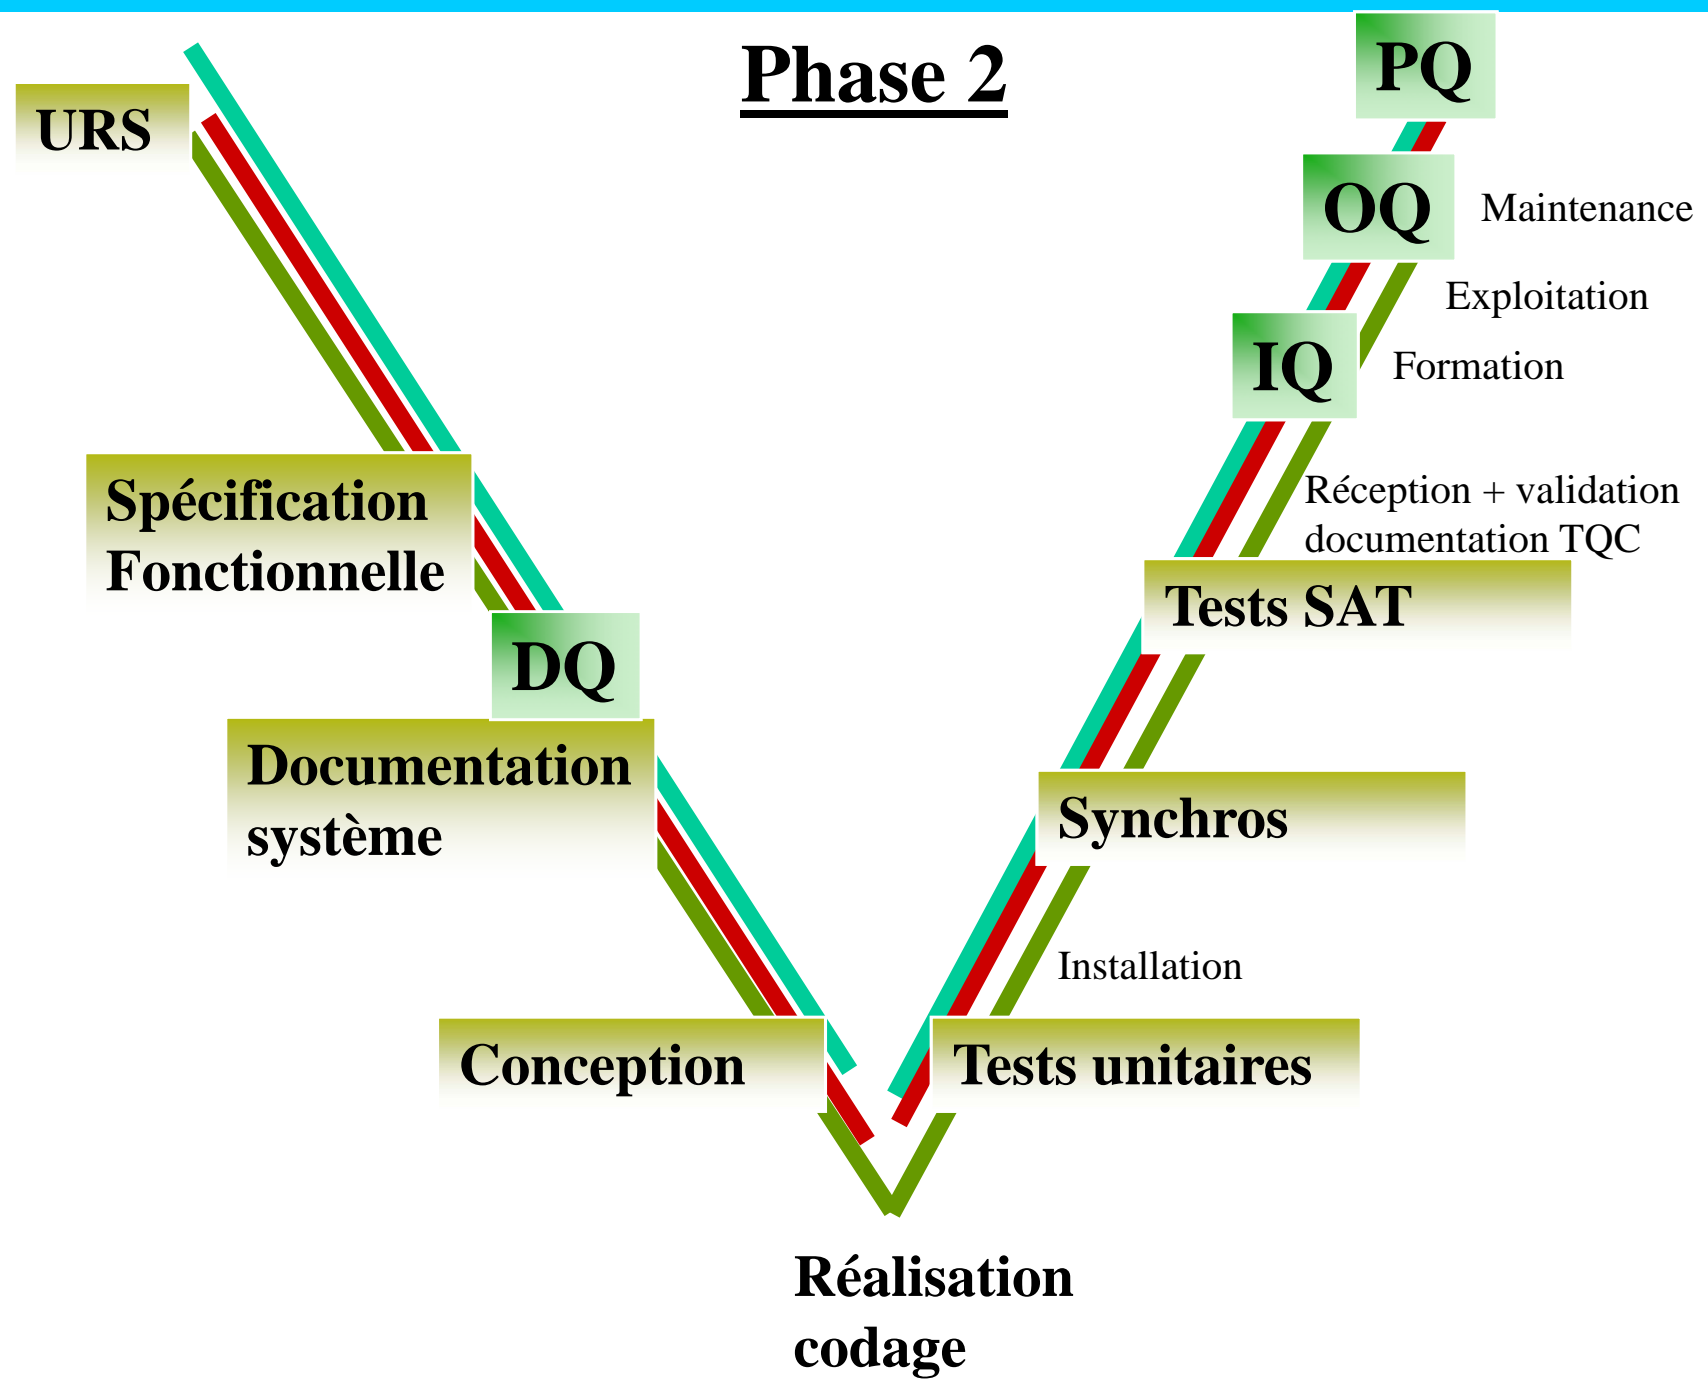 Phase 2
URS
Spécification
Fonctionnelle
DQ
Documentation
système
Conception
Réalisation
codage
PQ
OQ
Maintenance
Exploitation
IQ
Formation
Réception + validation
documentation TQC
Tests SAT
Synchros
Installation
Tests unitaires